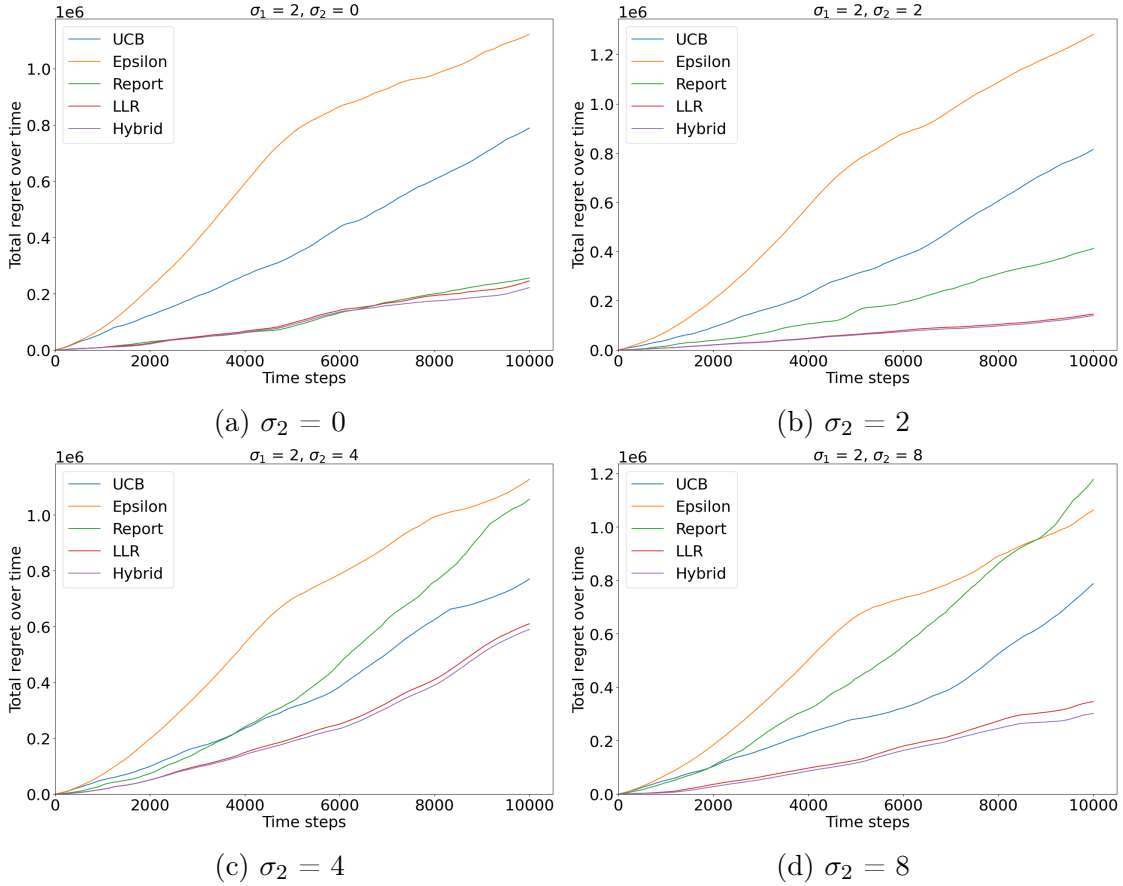 1e6
σ₁ = 2, σ₂ = 0
UCB
Epsilon
Report
LLR
Hybrid
Total regret over time
1.0
0.8
0.6
0.4
0.2
0.0
0 2000 4000 6000 8000 10000
Time steps
(a) σ₂ = 0
1e6
σ₁ = 2, σ₂ = 2
UCB
Epsilon
Report
LLR
Hybrid
Total regret over time
1.2
1.0
0.8
0.6
0.4
0.2
0.0
0 2000 4000 6000 8000 10000
Time steps
(b) σ₂ = 2
1e6
σ₁ = 2, σ₂ = 4
UCB
Epsilon
Report
LLR
Hybrid
Total regret over time
1.0
0.8
0.6
0.4
0.2
0.0
0 2000 4000 6000 8000 10000
Time steps
(c) σ₂ = 4
1e6
σ₁ = 2, σ₂ = 8
UCB
Epsilon
Report
LLR
Hybrid
Total regret over time
1.2
1.0
0.8
0.6
0.4
0.2
0.0
0 2000 4000 6000 8000 10000
Time steps
(d) σ₂ = 8